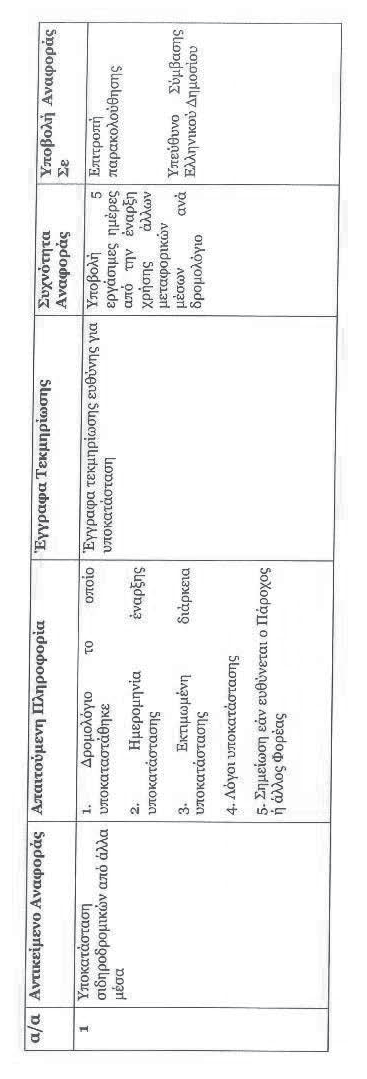 α/α
Αντικείμενο Αναφοράς
Απαιτούμενη Πληροφορία
Έγγραφα Τεκμηρίωσης
Συχνότητα
Αναφοράς
Υποβολή Αναφοράς
Σε
1
Υποκατάσταση
σιδηροδρομικών από άλλα
μέσα
1. Δρομολόγιο το οποίο
υποκαταστάθηκε
2. Ημερομηνία έναρξης
υποκατάστασης
3. Εκτιμωμένη διάρκεια
υποκατάστασης
4. Λόγοι υποκατάστασης
5- Σημείωση εάν ευθύνεται ο Πάροχος
ή άλλος Φορέας
Έγγραφα τεκμηρίωσης ευθύνης για
υποκατάσταση
Υποβολή 5
εργάσιμες ημέρες
από την έναρξη
χρήσης άλλων
μεταφορικών
μέσων ανά
δρομολόγιο
Επιτροπή
παρακολούθησης
Υπεύθυνο Σύμβασης
Ελληνικού Δημοσίου